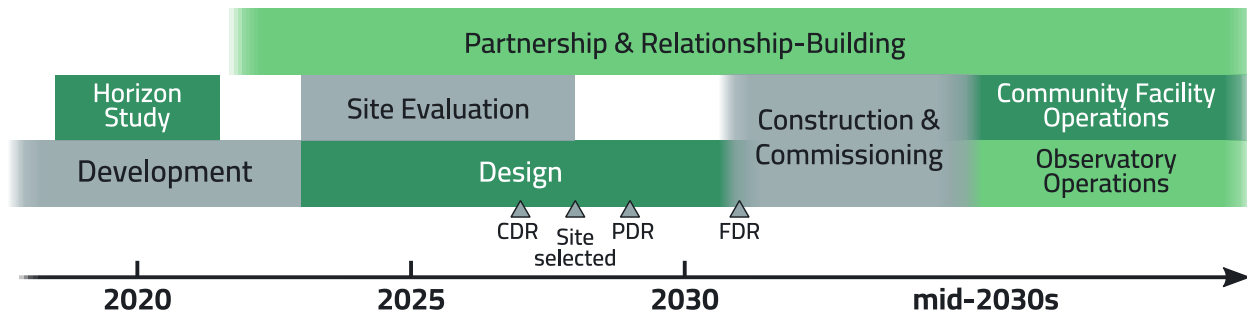 Partnership & Relationship-Building
Horizon
Study
Site Evaluation
Construction &
Commissioning
Community Facility
Operations
Development
Design
Observatory
Operations
CDR
Site
selected
PDR
FDR
2020
2025
2030
mid-2030s